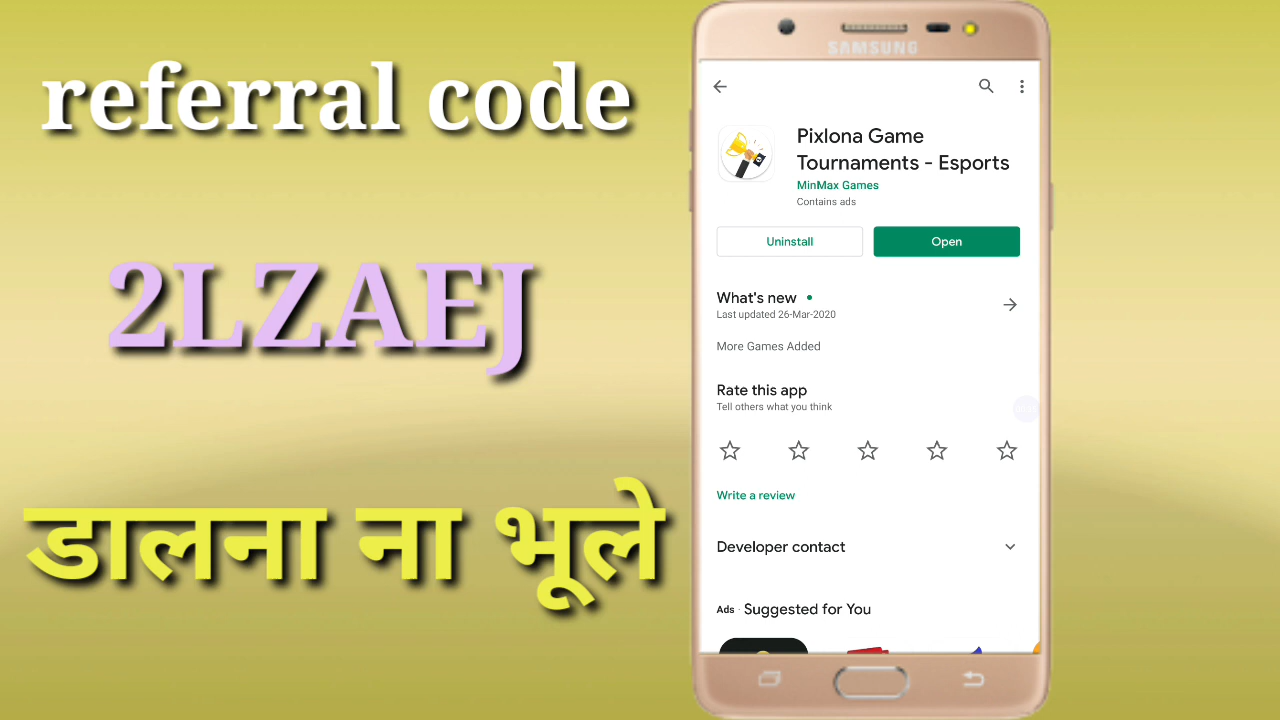 referral code
2LZAEJ
डालना ना भूले
SAMSUNG
Pixlona Game
Tournaments - Esports
MinMax Games
Contains ads
Uninstall
Open
What's new
Last updated 26-Mar-2020
More Games Added
Rate this app
Tell others what you think
Write a review
Developer contact
Ads · Suggested for You